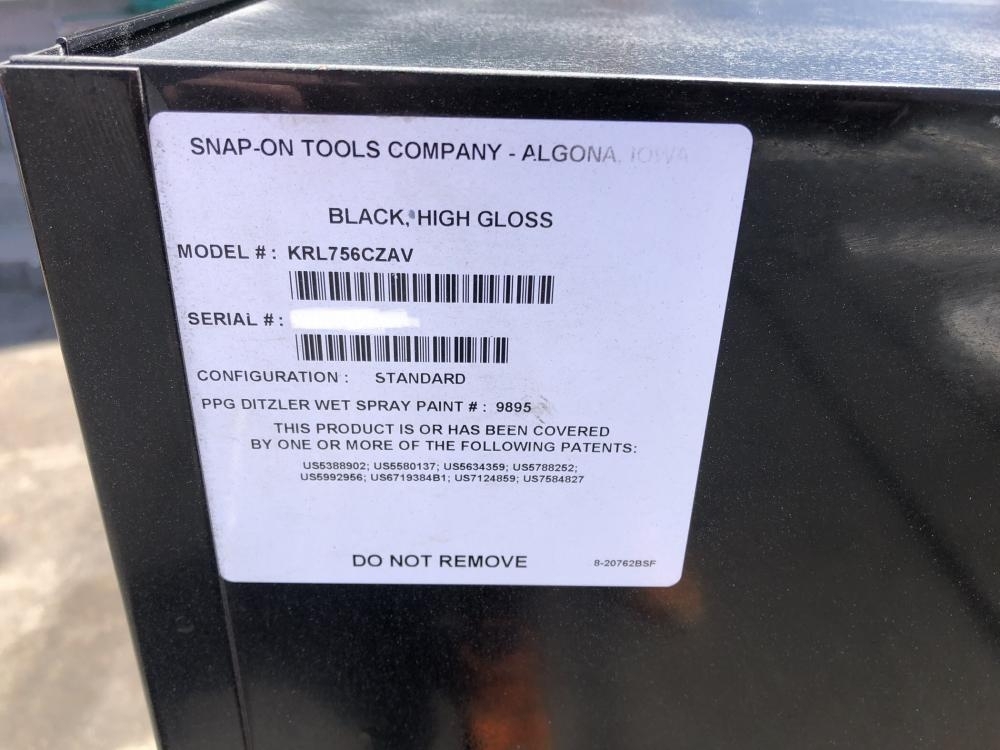 SNAP-ON TOOLS COMPANY - ALGONA, IOWA
BLACK, HIGH GLOSS
MODEL # : KRL756CZAV
SERIAL # :
CONFIGURATION : STANDARD
PPG DITZLER WET SPRAY PAINT # : 9895
THIS PRODUCT IS OR HAS BEEN COVERED
BY ONE OR MORE OF THE FOLLOWING PATENTS:
US5388902; US5580137; US5634359; US5788252;
US5992956; US6719384B1; US7124859; US7584827
DO NOT REMOVE
8-20762BSF